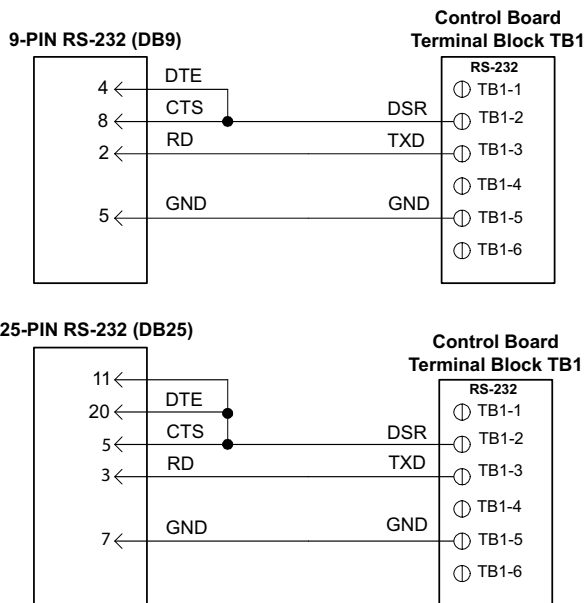 Control Board
9-PIN RS-232 (DB9)
Terminal Block TB1
RS-232
4 DTE TB1-1
8 CTS DSR TB1-2
2 RD TXD TB1-3
TB1-4
5 GND GND TB1-5
TB1-6
25-PIN RS-232 (DB25)
Control Board
Terminal Block TB1
11 RS-232
20 DTE TB1-1
5 CTS DSR TB1-2
3 RD TXD TB1-3
TB1-4
7 GND GND TB1-5
TB1-6